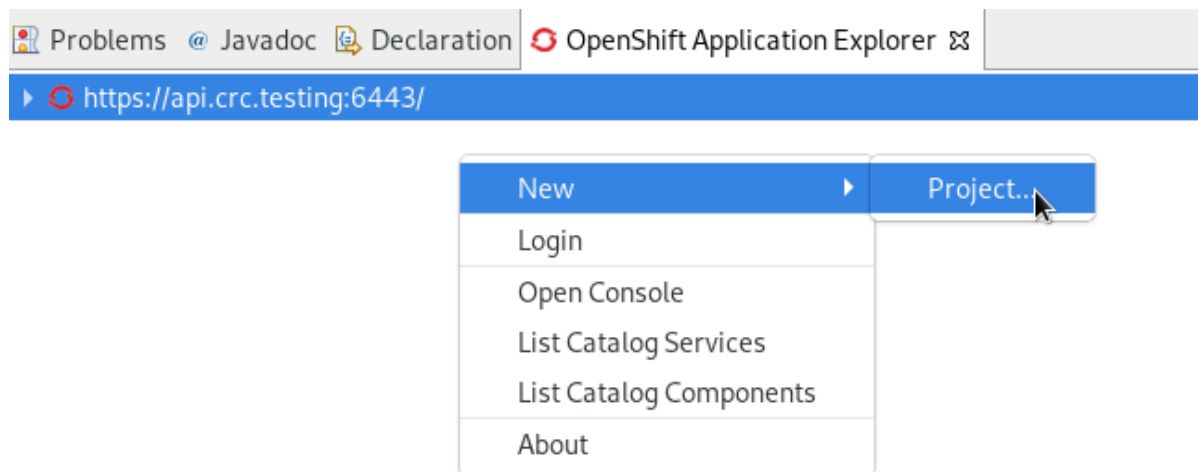 Problems @ Javadoc Declaration OpenShift Application Explorer
https://api.crc.testing:6443/
New Project...
Login
Open Console
List Catalog Services
List Catalog Components
About